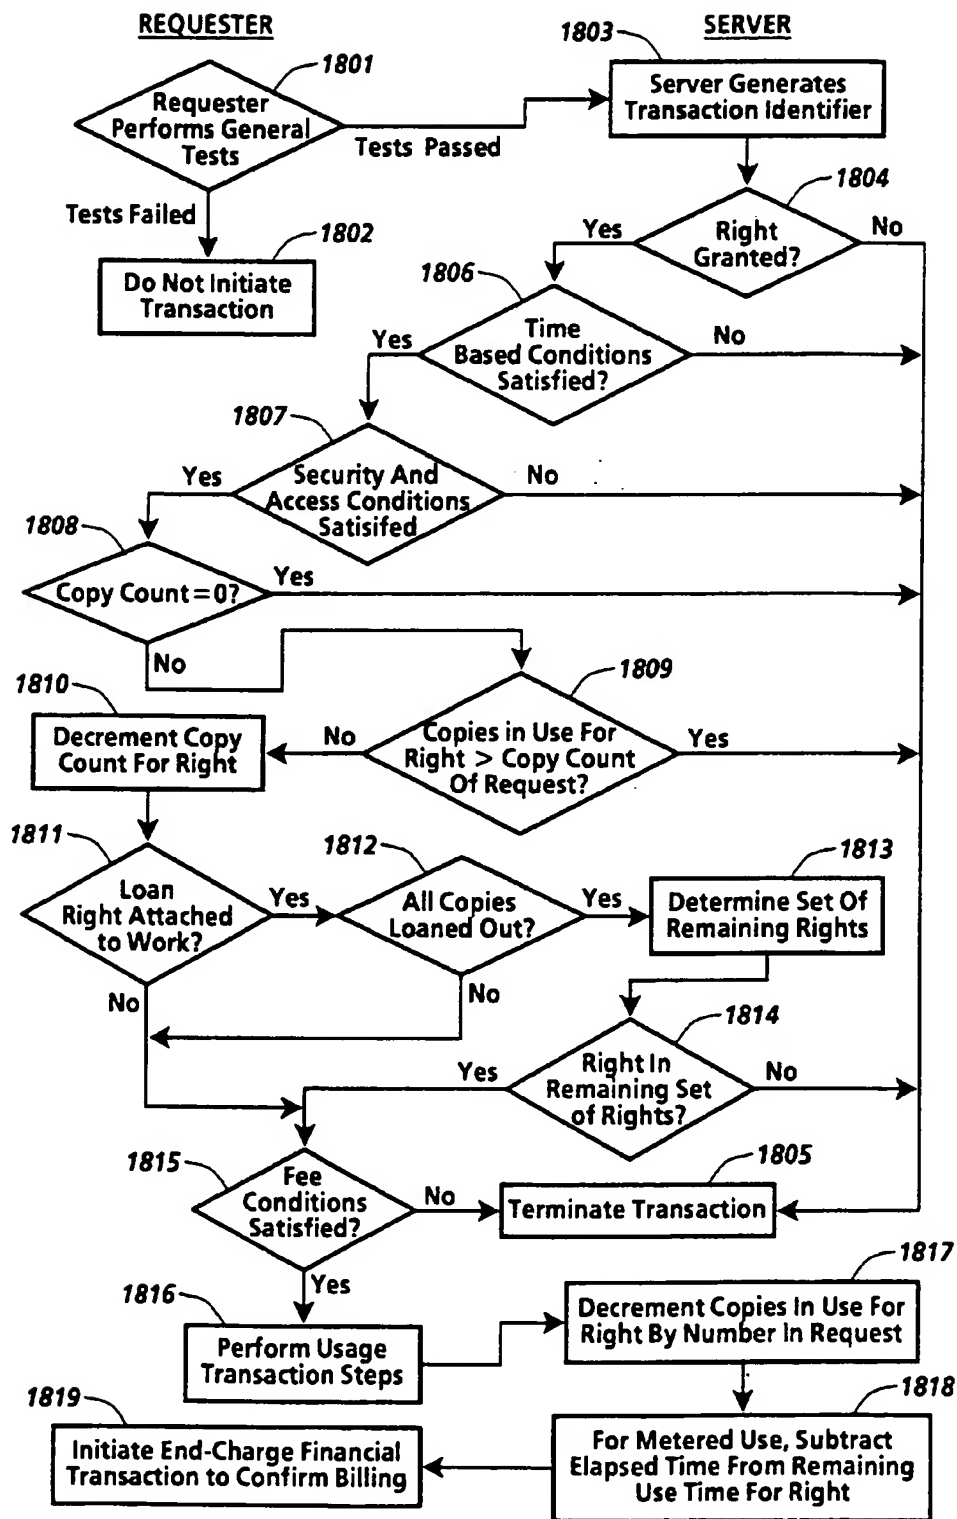 REQUESTER
SERVER
1801
1803
Requester
Performs General
Tests
Server Generates
Transaction Identifier
Tests Passed
Tests Failed
1802
1804
Do Not Initiate
Transaction
Right
Granted?
Yes
No
1806
Time
Based Conditions
Satisfied?
Yes
No
1807
Security And
Access Conditions
Satisifed
Yes
No
1808
Copy Count = 0?
Yes
No
1809
1810
Copies in Use For
Right > Copy Count
Of Request?
No
Yes
Decrement Copy
Count For Right
1811
1812
1813
Loan
Right Attached
to Work?
Yes
All Copies
Loaned Out?
Yes
Determine Set Of
Remaining Rights
No
No
1814
Right In
Remaining Set
of Rights?
Yes
No
1815
1805
Fee
Conditions
Satisfied?
No
Terminate Transaction
Yes
1816
1817
Perform Usage
Transaction Steps
Decrement Copies In Use For
Right By Number In Request
1819
1818
Initiate End-Charge Financial
Transaction to Confirm Billing
For Metered Use, Subtract
Elapsed Time From Remaining
Use Time For Right